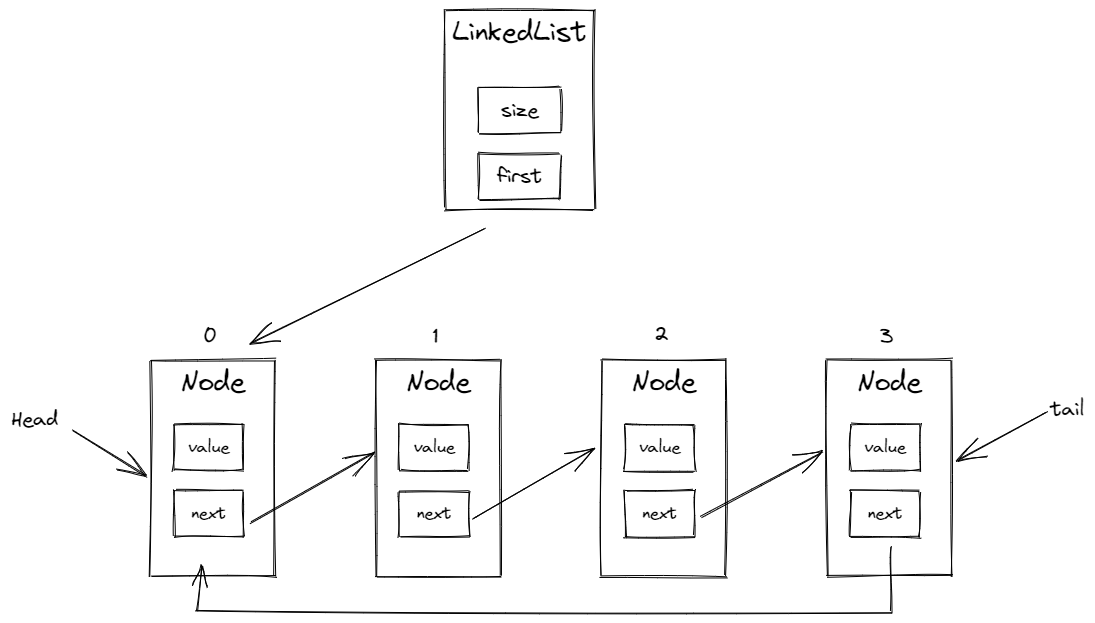 LinkedList
size
first
0
1
2
3
Node
Node
Node
Node
Head
tail
value
value
value
value
next
next
next
next